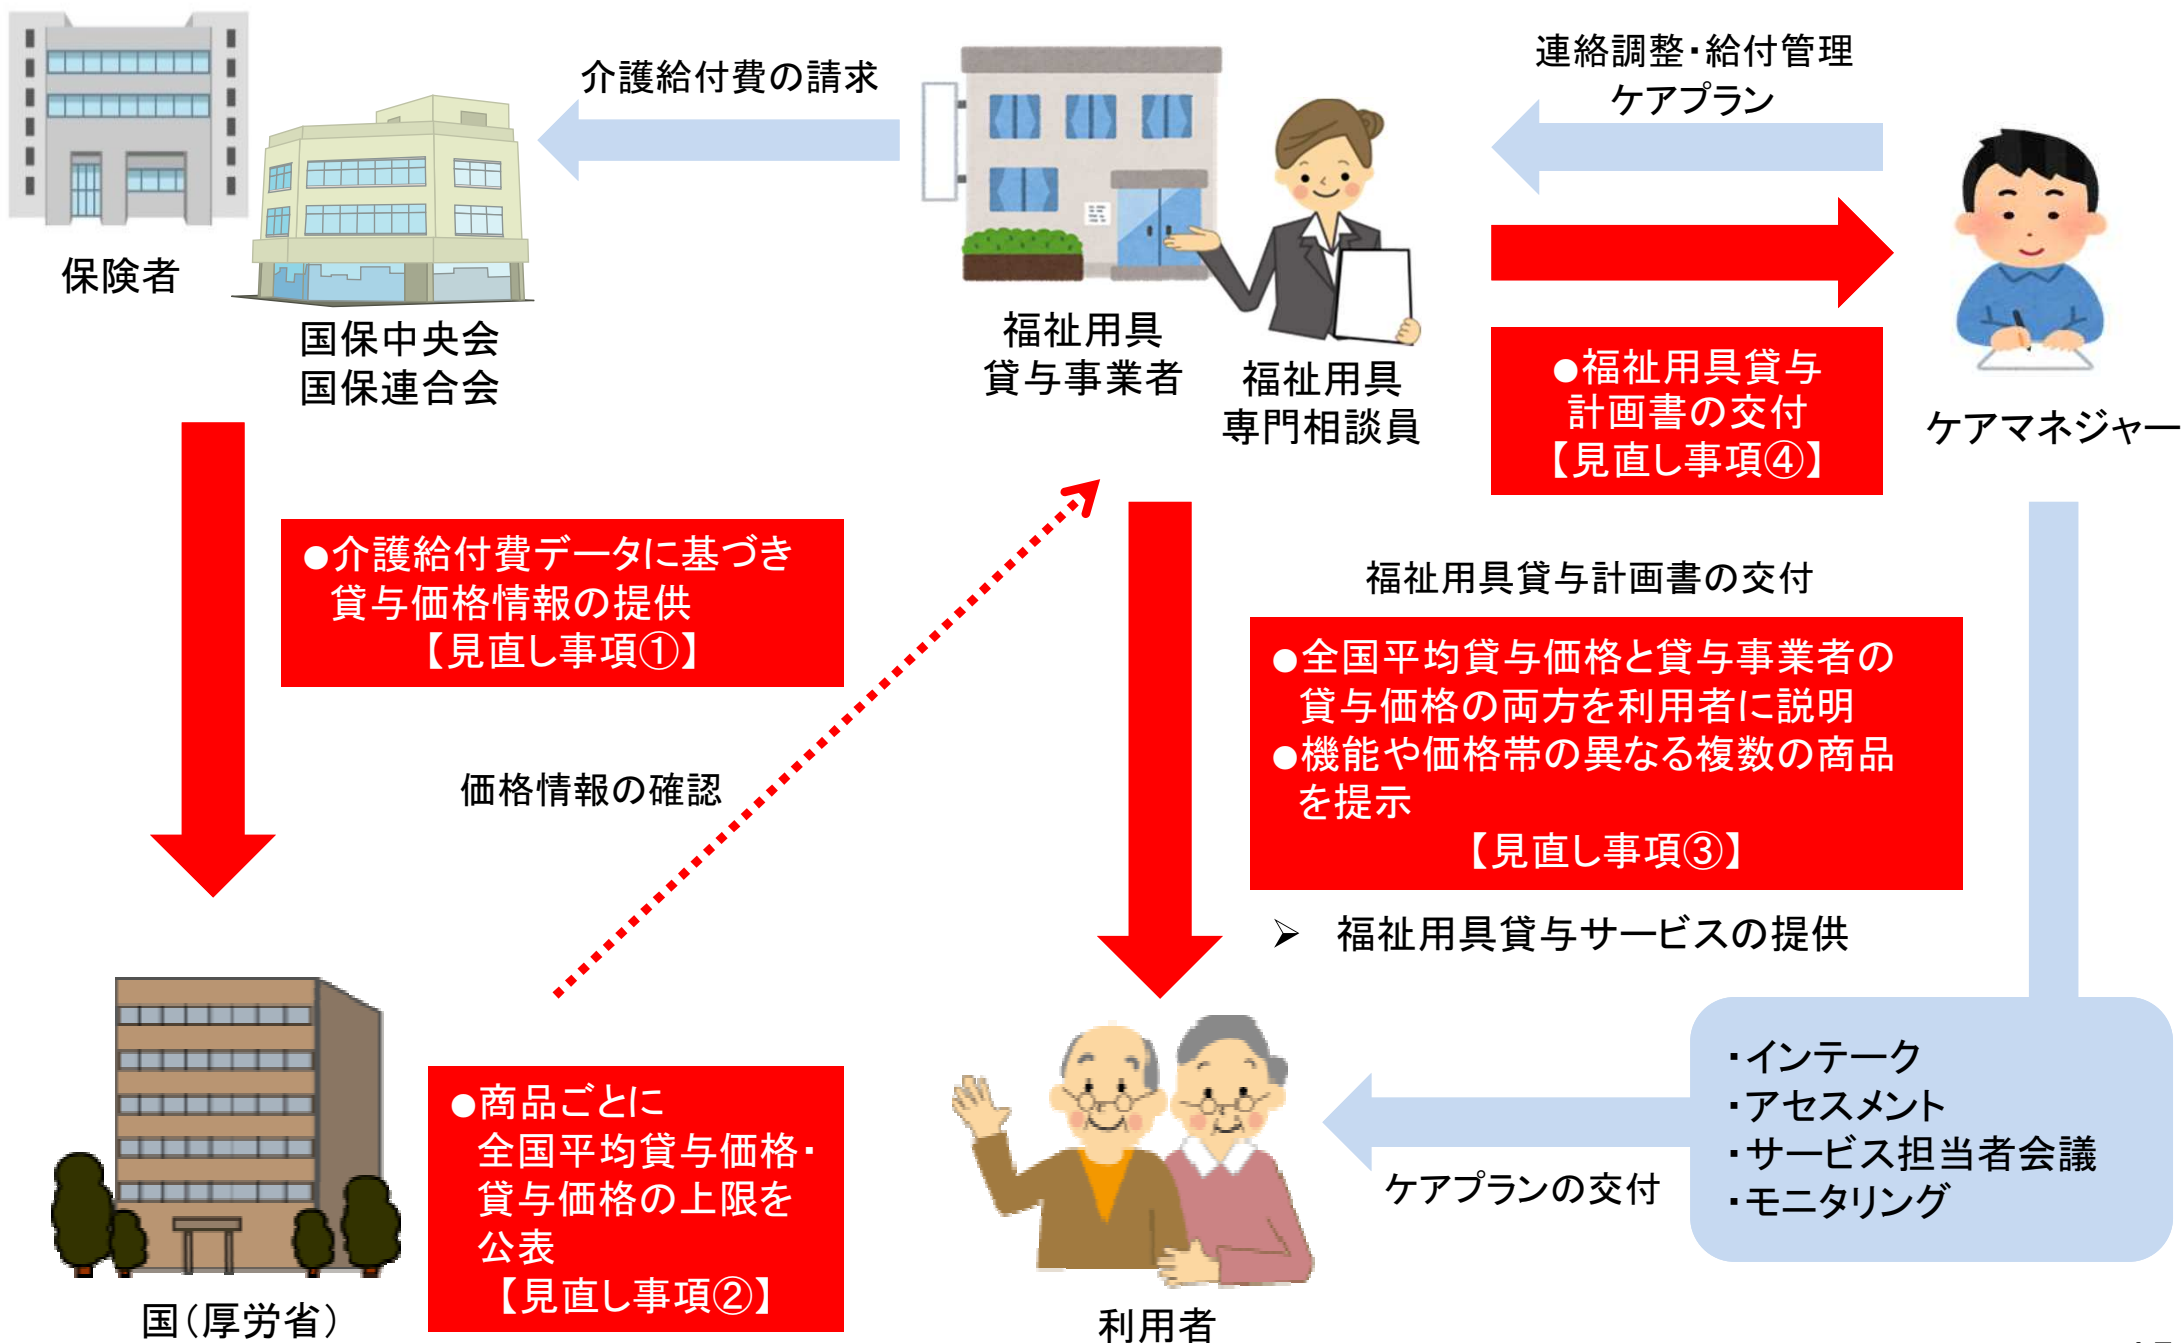 介護給付費の請求
連絡調整・給付管理
ケアプラン
保険者
国保中央会
国保連合会
福祉用具
貸与事業者
福祉用具
専門相談員
●福祉用具貸与
計画書の交付
【見直し事項④】
ケアマネジャー
●介護給付費データに基づき
貸与価格情報の提供
【見直し事項①】
福祉用具貸与計画書の交付
●全国平均貸与価格と貸与事業者の
貸与価格の両方を利用者に説明
●機能や価格帯の異なる複数の商品
を提示
【見直し事項③】
価格情報の確認
➢ 福祉用具貸与サービスの提供
●商品ごとに
全国平均貸与価格・
貸与価格の上限を
公表
【見直し事項②】
・インテーク
・アセスメント
・サービス担当者会議
・モニタリング
ケアプランの交付
国(厚労省)
利用者